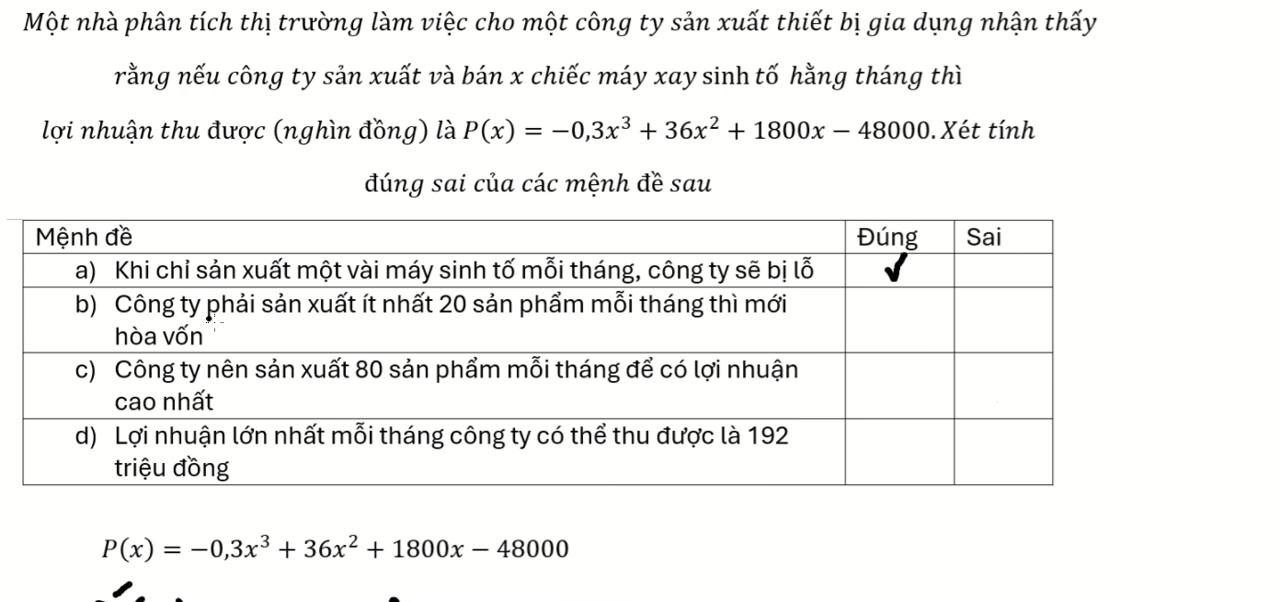 Một nhà phân tích thị trường làm việc cho một công ty sản xuất thiết bị gia dụng nhận thấy
rằng nếu công ty sản xuất và bán x chiếc máy xay sinh tố hằng tháng thì
lợi nhuận thu được (nghìn đồng) là P(x) = −0,3x³ + 36x² + 1800x − 48000. Xét tính
đúng sai của các mệnh đề sau
Mệnh đề Đúng Sai
a) Khi chỉ sản xuất một vài máy sinh tố mỗi tháng, công ty sẽ bị lỗ ✓
b) Công ty phải sản xuất ít nhất 20 sản phẩm mỗi tháng thì mới
hòa vốn
c) Công ty nên sản xuất 80 sản phẩm mỗi tháng để có lợi nhuận
cao nhất
d) Lợi nhuận lớn nhất mỗi tháng công ty có thể thu được là 192
triệu đồng
P(x) = −0,3x³ + 36x² + 1800x − 48000